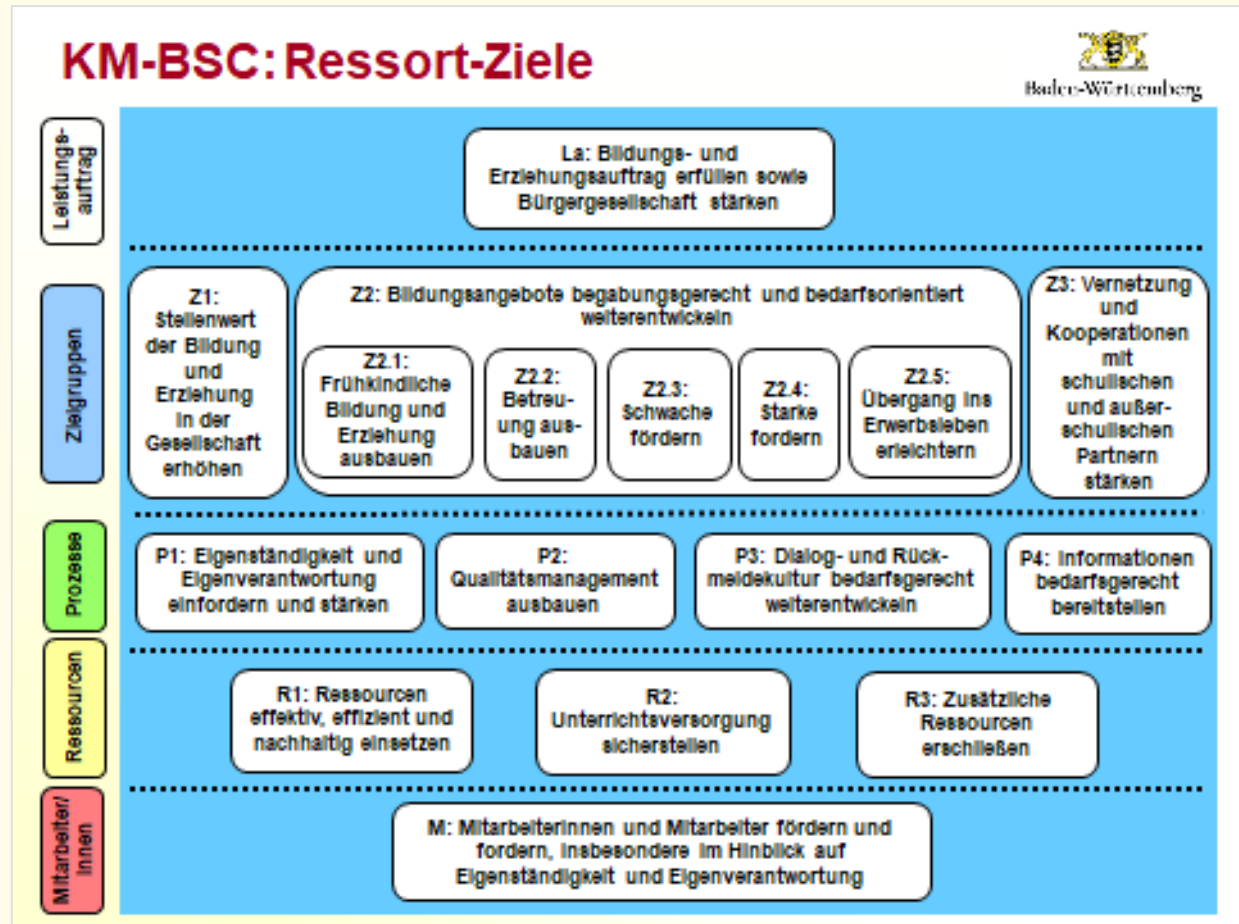 KM-BSC: Ressort-Ziele
Baden-Württemberg
Leistungs-
auftrag
La: Bildungs- und
Erziehungsauftrag erfüllen sowie
Bürgergesellschaft stärken
Zielgruppen
Z1:
Stellenwert
der Bildung
und
Erziehung
in der
Gesellschaft
erhöhen
Z2: Bildungsangebote begabungsgerecht und bedarfsorientiert
weiterentwickeln
Z2.1:
Frühkindliche
Bildung und
Erziehung
ausbauen
Z2.2:
Betreu-
ung aus-
bauen
Z2.3:
Schwache
fördern
Z2.4:
Starke
fordern
Z2.5:
Übergang ins
Erwerbsleben
erleichtern
Z3: Vernetzung
und
Kooperationen
mit
schulischen
und außer-
schulischen
Partnern
stärken
Prozesse
P1: Eigenständigkeit und
Eigenverantwortung
einfordern und stärken
P2:
Qualitätsmanagement
ausbauen
P3: Dialog- und Rück-
meldekultur bedarfsgerecht
weiterentwickeln
P4: Informationen
bedarfsgerecht
bereitstellen
Ressourcen
R1: Ressourcen
effektiv, effizient und
nachhaltig einsetzen
R2:
Unterrichtsversorgung
sicherstellen
R3: Zusätzliche
Ressourcen
erschließen
Mitarbeiter/
innen
M: Mitarbeiterinnen und Mitarbeiter fördern und
fordern, insbesondere im Hinblick auf
Eigenständigkeit und Eigenverantwortung